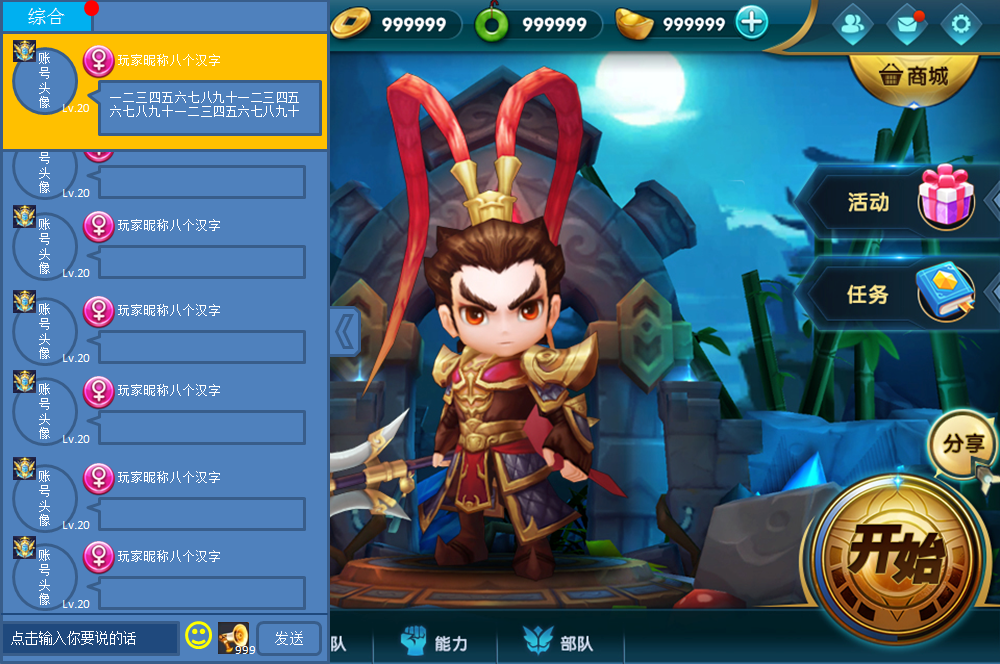 综合
999999
999999
999999
商城
账号头像
玩家昵称八个汉字
Lv.20
一二三四五六七八九十一二三四五
六七八九十一二三四五六七八九十
号头像
Lv.20
账号头像
玩家昵称八个汉字
Lv.20
账号头像
玩家昵称八个汉字
Lv.20
账号头像
玩家昵称八个汉字
Lv.20
账号头像
玩家昵称八个汉字
Lv.20
账号头像
玩家昵称八个汉字
Lv.20
点击输入你要说的话
999
发送
活动
任务
分享
开始
队
能力
部队